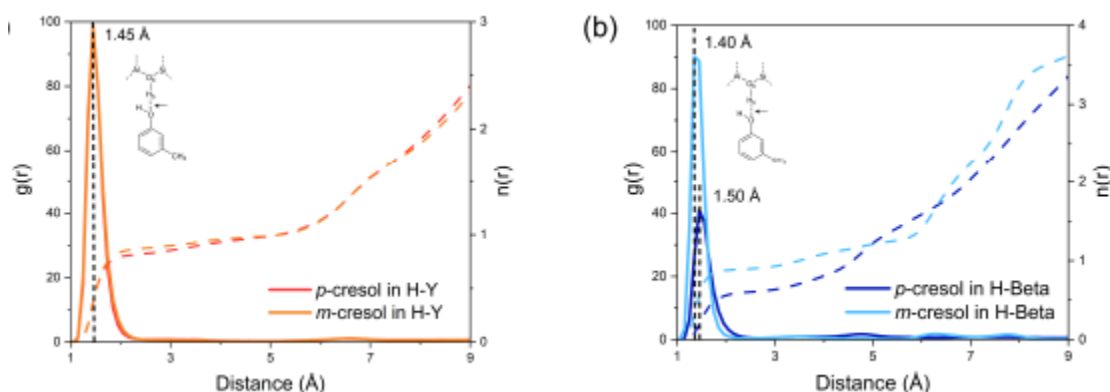 )
(b)
100
80
60
40
20
0
g(r)
1.45 Å
CH₃
p-cresol in H-Y
m-cresol in H-Y
3
2
1
0
n(r)
1 3 5 7 9
Distance (Å)
100
80
60
40
20
0
g(r)
1.40 Å
1.50 Å
CH₃
p-cresol in H-Beta
m-cresol in H-Beta
4
3
2
1
0
n(r)
1 3 5 7 9
Distance (Å)